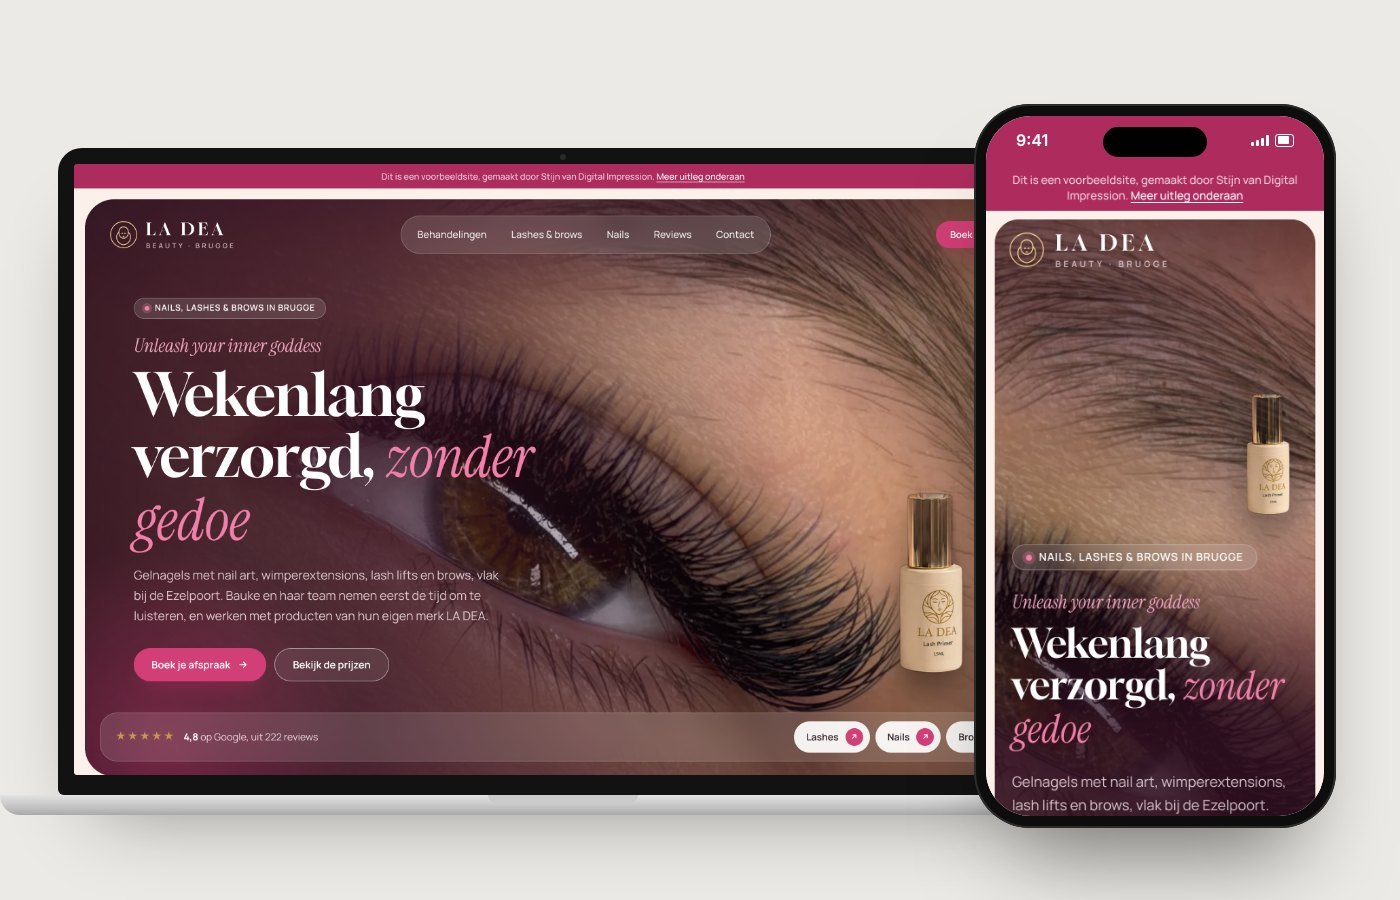 Dit is een voorbeeldsite, gemaakt door Stijn van Digital Impression. Meer uitleg onderaan
LA DEA
BEAUTY · BRUGGE
Behandelingen
Lashes & brows
Nails
Reviews
Contact
Boek
NAILS, LASHES & BROWS IN BRUGGE
Unleash your inner goddess
Wekenlang
verzorgd, zonder
gedoe
Gelnagels met nail art, wimperextensions, lash lifts en brows, vlak
bij de Ezelpoort. Bauke en haar team nemen eerst de tijd om te
luisteren, en werken met producten van hun eigen merk LA DEA.
Boek je afspraak →
Bekijk de prijzen
LA DEA
Lash Primer
15ML
★★★★★ 4,8 op Google, uit 222 reviews
Lashes
Nails
Bro
9:41
Dit is een voorbeeldsite, gemaakt door Stijn van Digital
Impression. Meer uitleg onderaan
LA DEA
BEAUTY · BRUGGE
LA DEA
Lash Primer
15ML
NAILS, LASHES & BROWS IN BRUGGE
Unleash your inner goddess
Wekenlang
verzorgd, zonder
gedoe
Gelnagels met nail art, wimperextensions,
lash lifts en brows, vlak bij de Ezelpoort.